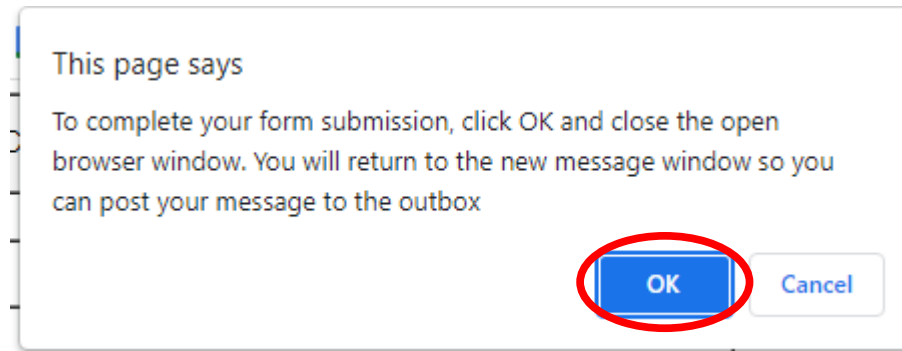 This page says
To complete your form submission, click OK and close the open
browser window. You will return to the new message window so you
can post your message to the outbox
OK Cancel